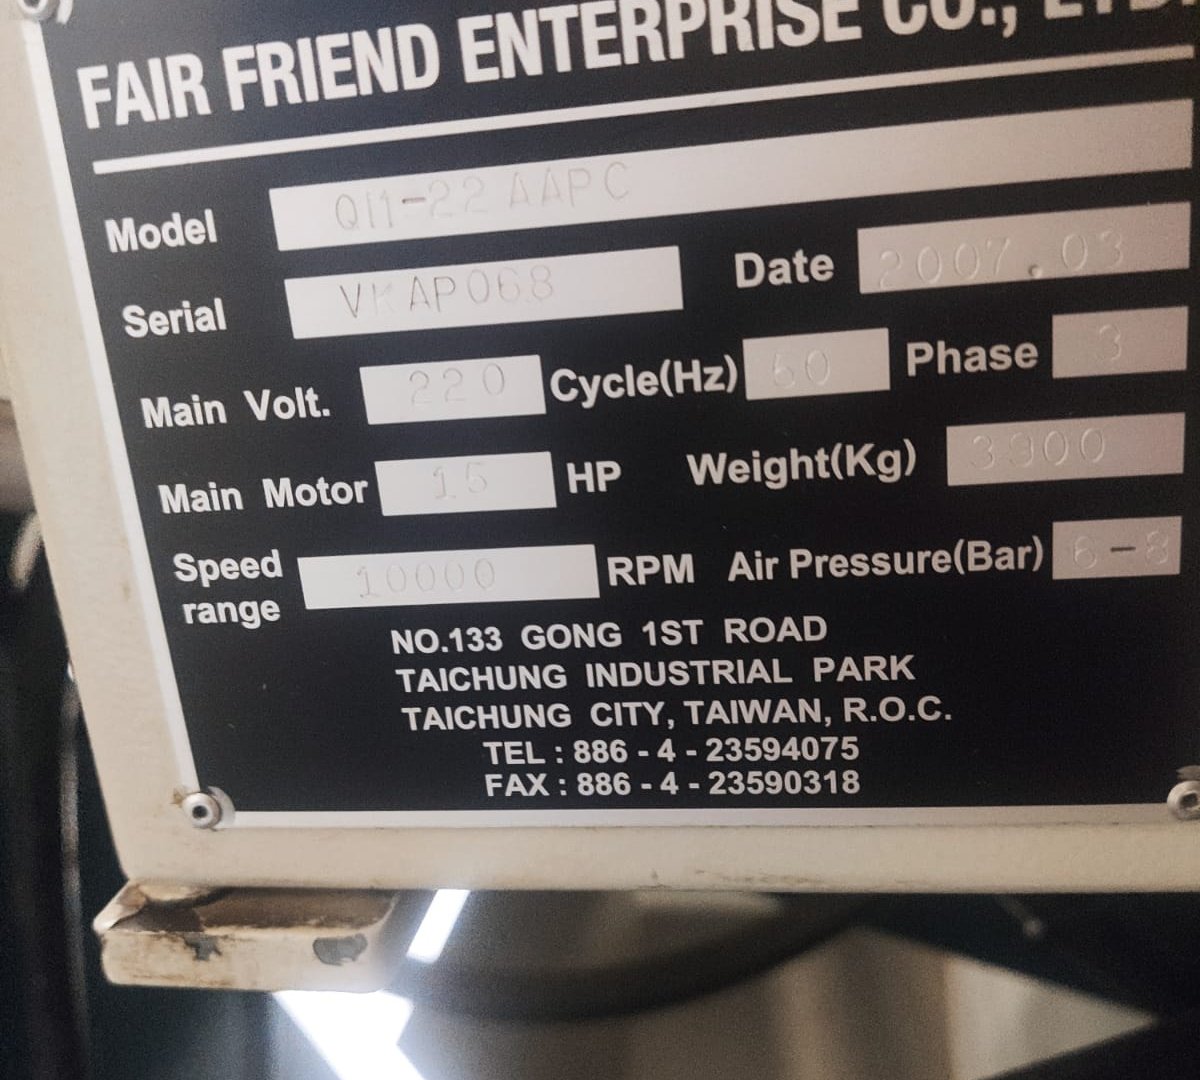 FAIR FRIEND ENTERPRISE CO., LTD.
Model QM-22 AAPC
Serial VKAP068 Date 2007.03
Main Volt. 220 Cycle(Hz) 60 Phase 3
Main Motor 15 HP Weight(Kg) 3900
Speed range 10000 RPM Air Pressure(Bar) 6-8
NO.133 GONG 1ST ROAD
TAICHUNG INDUSTRIAL PARK
TAICHUNG CITY, TAIWAN, R.O.C.
TEL : 886 - 4 - 23594075
FAX : 886 - 4 - 23590318